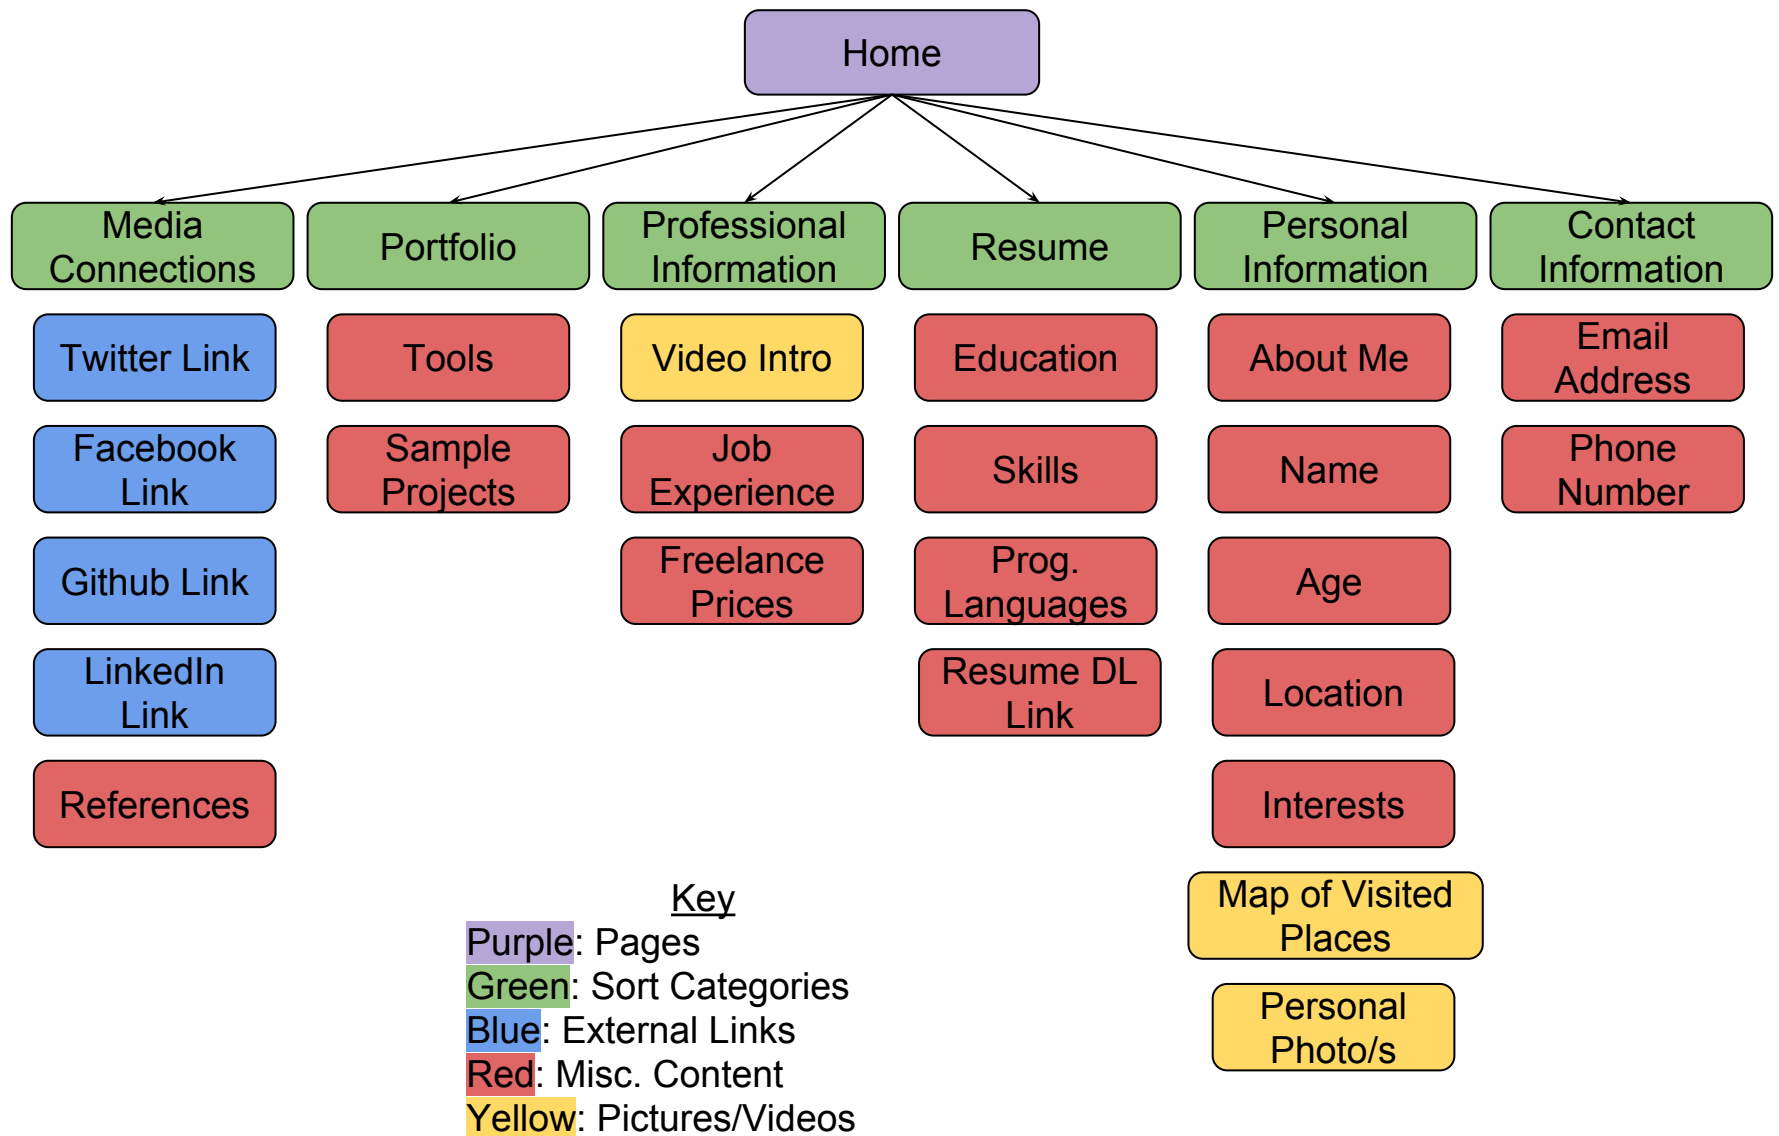 Home
Media
Connections
Portfolio
Professional
Information
Resume
Personal
Information
Contact
Information
Twitter Link
Facebook
Link
Github Link
LinkedIn
Link
References
Tools
Sample
Projects
Video Intro
Job
Experience
Freelance
Prices
Education
Skills
Prog.
Languages
Resume DL
Link
About Me
Name
Age
Location
Interests
Map of Visited
Places
Personal
Photo/s
Email
Address
Phone
Number
Key
Purple: Pages
Green: Sort Categories
Blue: External Links
Red: Misc. Content
Yellow: Pictures/Videos